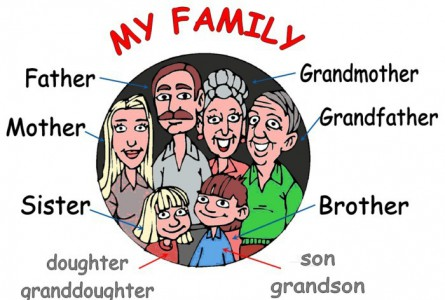 MY FAMILY
Father
Grandmother
Mother
Grandfather
Sister
Brother
doughter
granddoughter
son
grandson